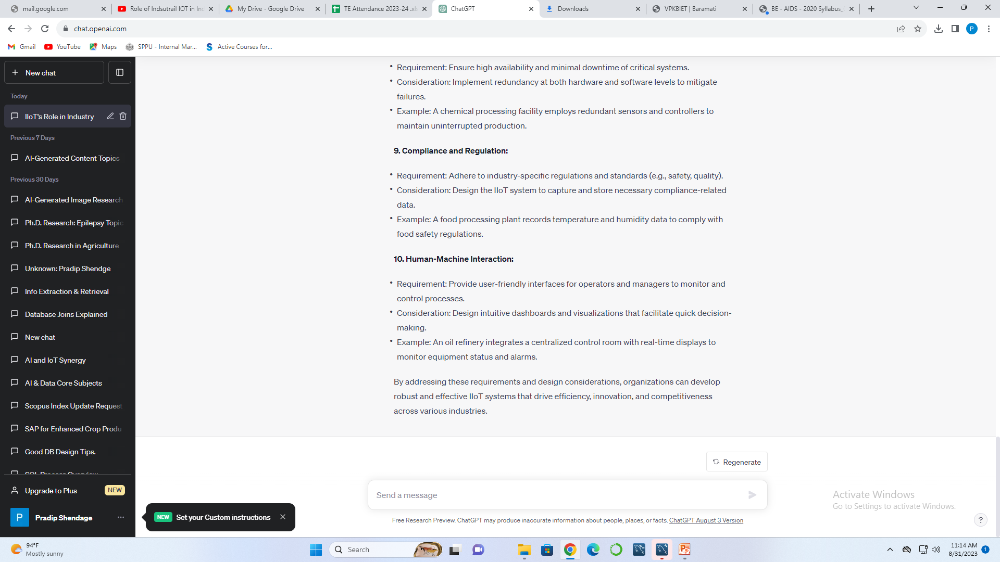 mail.google.com
Role of Indsutrail IOT in Inc
My Drive - Google Drive
TE Attendance 2023-24 .xls
ChatGPT
Downloads
VPKBIET | Baramati
BE - AIDS - 2020 Syllabus_
chat.openai.com
P
Gmail
YouTube
Maps
SPPU - Internal Mar...
Active Courses for...
New chat
Today
IIoT's Role in Industry
Previous 7 Days
AI-Generated Content Topics
Previous 30 Days
AI-Generated Image Research
Ph.D. Research: Epilepsy Topic
Ph.D. Research in Agriculture
Unknown: Pradip Shendge
Info Extraction & Retrieval
Database Joins Explained
New chat
AI and IoT Synergy
AI & Data Core Subjects
Scopus Index Update Request
SAP for Enhanced Crop Produ
Good DB Design Tips.
SQL Process Overview
Upgrade to Plus
NEW
P
Pradip Shendage
• Requirement: Ensure high availability and minimal downtime of critical systems.
• Consideration: Implement redundancy at both hardware and software levels to mitigate
failures.
• Example: A chemical processing facility employs redundant sensors and controllers to
maintain uninterrupted production.
9. Compliance and Regulation:
• Requirement: Adhere to industry-specific regulations and standards (e.g., safety, quality).
• Consideration: Design the IIoT system to capture and store necessary compliance-related
data.
• Example: A food processing plant records temperature and humidity data to comply with
food safety regulations.
10. Human-Machine Interaction:
• Requirement: Provide user-friendly interfaces for operators and managers to monitor and
control processes.
• Consideration: Design intuitive dashboards and visualizations that facilitate quick decision-
making.
• Example: An oil refinery integrates a centralized control room with real-time displays to
monitor equipment status and alarms.
By addressing these requirements and design considerations, organizations can develop
robust and effective IIoT systems that drive efficiency, innovation, and competitiveness
across various industries.
Regenerate
Send a message
NEW Set your Custom instructions
Free Research Preview. ChatGPT may produce inaccurate information about people, places, or facts. ChatGPT August 3 Version
Activate Windows
Go to Settings to activate Windows.
?
94°F
Mostly sunny
Search
11:14 AM
8/31/2023
1